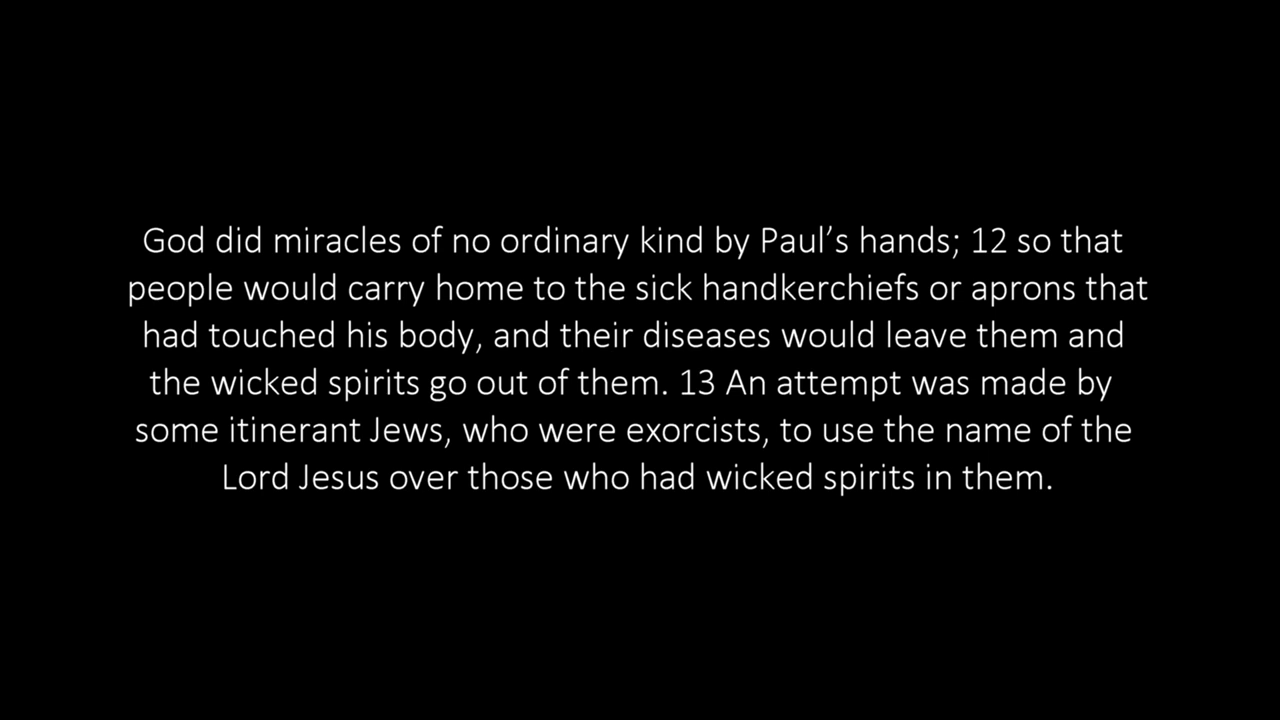 God did miracles of no ordinary kind by Paul’s hands; 12 so that
people would carry home to the sick handkerchiefs or aprons that
had touched his body, and their diseases would leave them and
the wicked spirits go out of them. 13 An attempt was made by
some itinerant Jews, who were exorcists, to use the name of the
Lord Jesus over those who had wicked spirits in them.